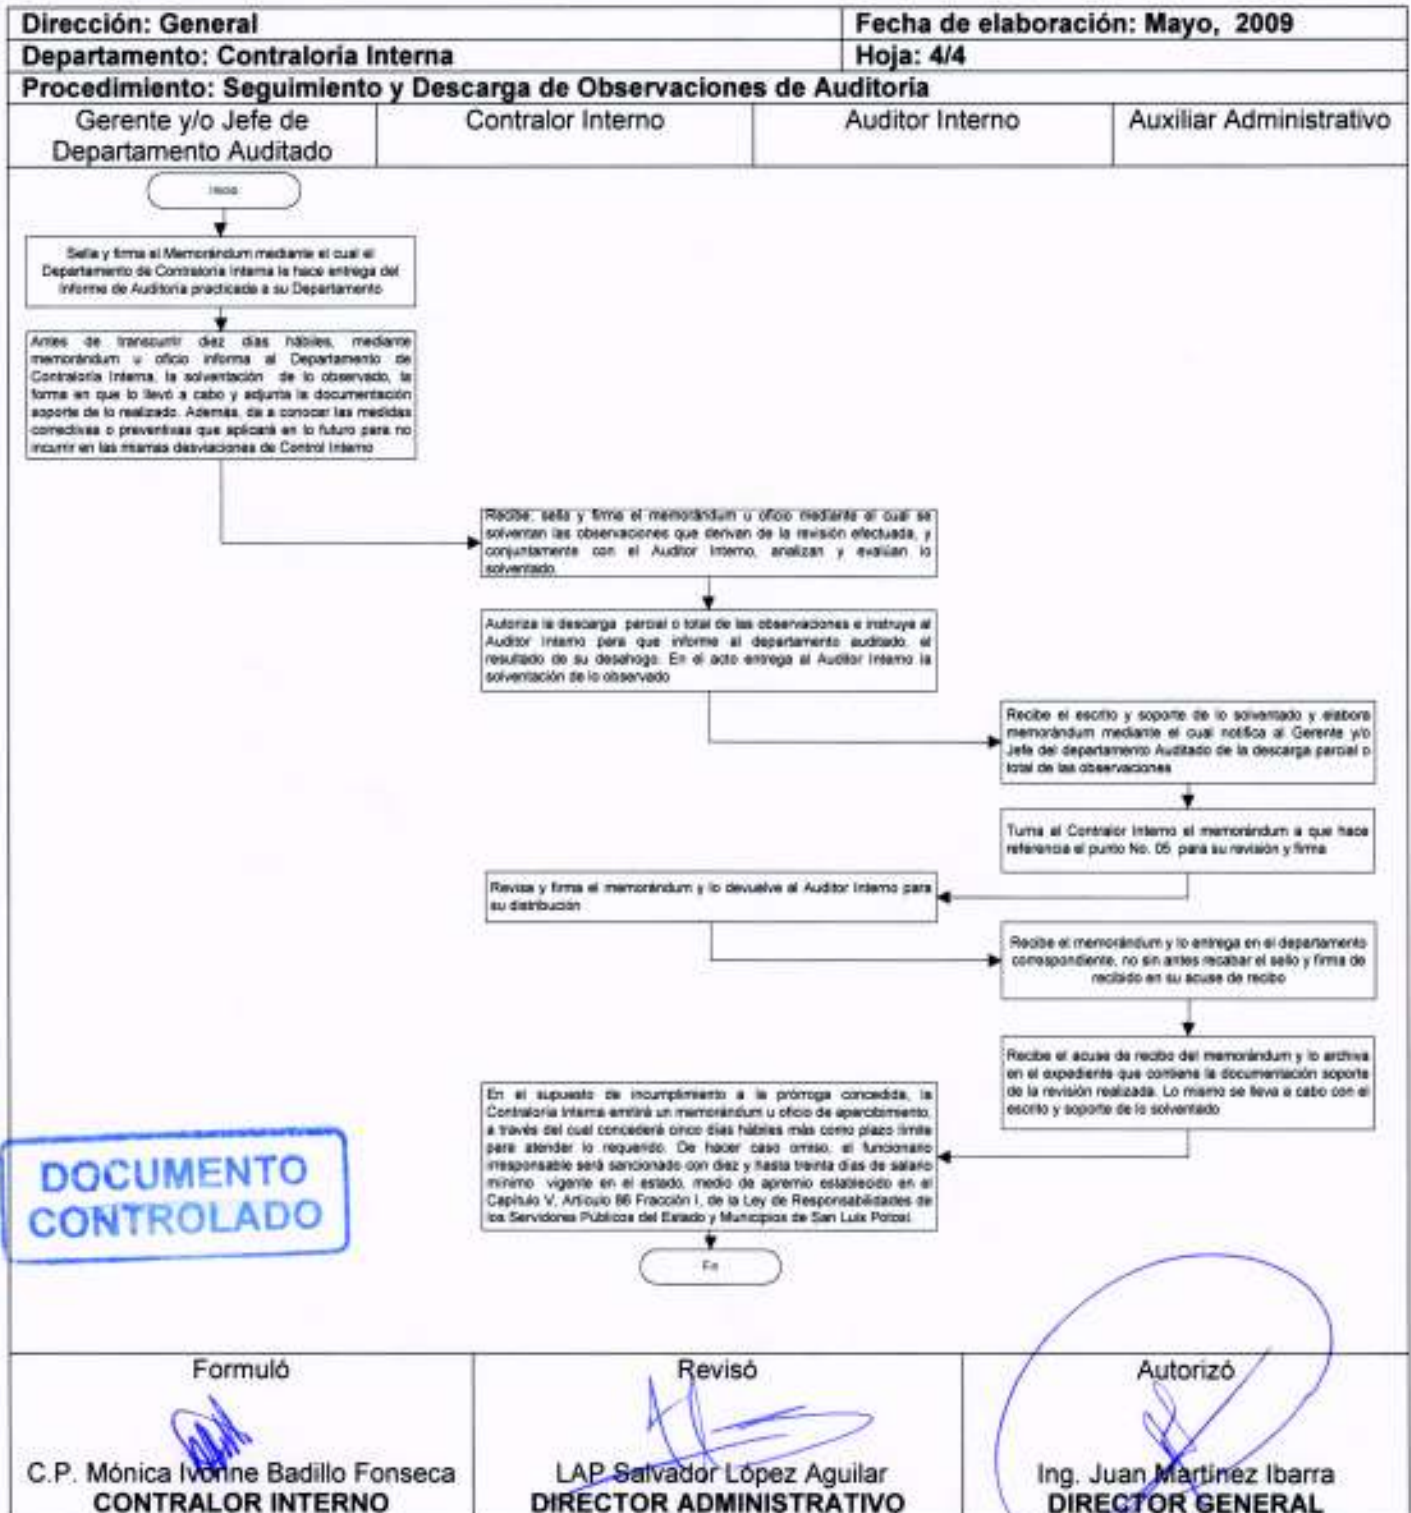 Dirección: General
Fecha de elaboración: Mayo, 2009
Departamento: Contraloría Interna
Hoja: 4/4
Procedimiento: Seguimiento y Descarga de Observaciones de Auditoría
Gerente y/o Jefe de
Departamento Auditado
Contralor Interno
Auditor Interno
Auxiliar Administrativo
Inicio
Sella y firma el Memorándum mediante el cual el
Departamento de Contraloría Interna le hace entrega del
Informe de Auditoría practicada a su Departamento
Antes de transcurrir diez días hábiles, mediante
memorándum u oficio informa al Departamento de
Contraloría Interna, la solventación de lo observado, la
forma en que lo llevó a cabo y adjunta la documentación
soporte de lo realizado. Además, da a conocer las medidas
correctivas o preventivas que aplicará en lo futuro para no
incurrir en las mismas desviaciones de Control Interno
Recibe, sella y firma el memorándum u oficio mediante el cual se
solventan las observaciones que derivan de la revisión efectuada, y
conjuntamente con el Auditor Interno, analizan y evalúan lo
solventado.
Autoriza la descarga parcial o total de las observaciones e instruye al
Auditor Interno para que informe al departamento auditado, el
resultado de su desahogo. En el acto entrega al Auditor Interno la
solventación de lo observado
Recibe el escrito y soporte de lo solventado y elabora
memorándum mediante el cual notifica al Gerente y/o
Jefe del departamento Auditado de la descarga parcial o
total de las observaciones
Turna al Contralor Interno el memorándum a que hace
referencia el punto No. 05 para su revisión y firma
Revisa y firma el memorándum y lo devuelve al Auditor Interno para
su distribución
Recibe el memorándum y lo entrega en el departamento
correspondiente, no sin antes recabar el sello y firma de
recibido en su acuse de recibo
Recibe el acuse de recibo del memorándum y lo archiva
en el expediente que contiene la documentación soporte
de la revisión realizada. Lo mismo se lleva a cabo con el
escrito y soporte de lo solventado
En el supuesto de incumplimiento a la prórroga concedida, la
Contraloría Interna emitirá un memorándum u oficio de apercibimiento,
a través del cual concederá cinco días hábiles más como plazo límite
para atender lo requerido. De hacer caso omiso, el funcionario
irresponsable será sancionado con diez y hasta treinta días de salario
mínimo vigente en el estado, medio de apremio establecido en el
Capítulo V, Artículo 86 Fracción I, de la Ley de Responsabilidades de
los Servidores Públicos del Estado y Municipios de San Luis Potosí.
Fin
DOCUMENTO
CONTROLADO
Formuló
Revisó
Autorizó
C.P. Mónica Ivonne Badillo Fonseca
CONTRALOR INTERNO
LAP Salvador López Aguilar
DIRECTOR ADMINISTRATIVO
Ing. Juan Martínez Ibarra
DIRECTOR GENERAL